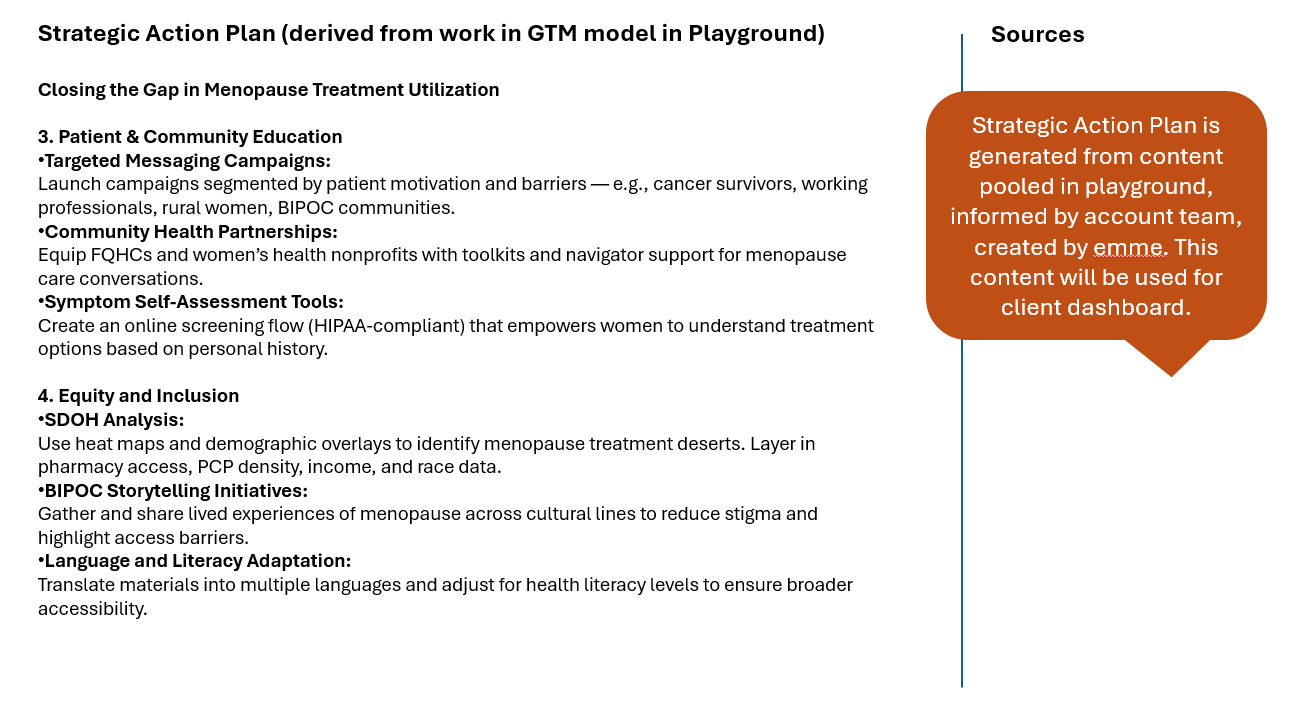 Strategic Action Plan (derived from work in GTM model in Playground)
Closing the Gap in Menopause Treatment Utilization
3. Patient & Community Education
•Targeted Messaging Campaigns:
Launch campaigns segmented by patient motivation and barriers — e.g., cancer survivors, working
professionals, rural women, BIPOC communities.
•Community Health Partnerships:
Equip FQHCs and women’s health nonprofits with toolkits and navigator support for menopause
care conversations.
•Symptom Self-Assessment Tools:
Create an online screening flow (HIPAA-compliant) that empowers women to understand treatment
options based on personal history.
4. Equity and Inclusion
•SDOH Analysis:
Use heat maps and demographic overlays to identify menopause treatment deserts. Layer in
pharmacy access, PCP density, income, and race data.
•BIPOC Storytelling Initiatives:
Gather and share lived experiences of menopause across cultural lines to reduce stigma and
highlight access barriers.
•Language and Literacy Adaptation:
Translate materials into multiple languages and adjust for health literacy levels to ensure broader
accessibility.
Sources
Strategic Action Plan is
generated from content
pooled in playground,
informed by account team,
created by emme. This
content will be used for
client dashboard.